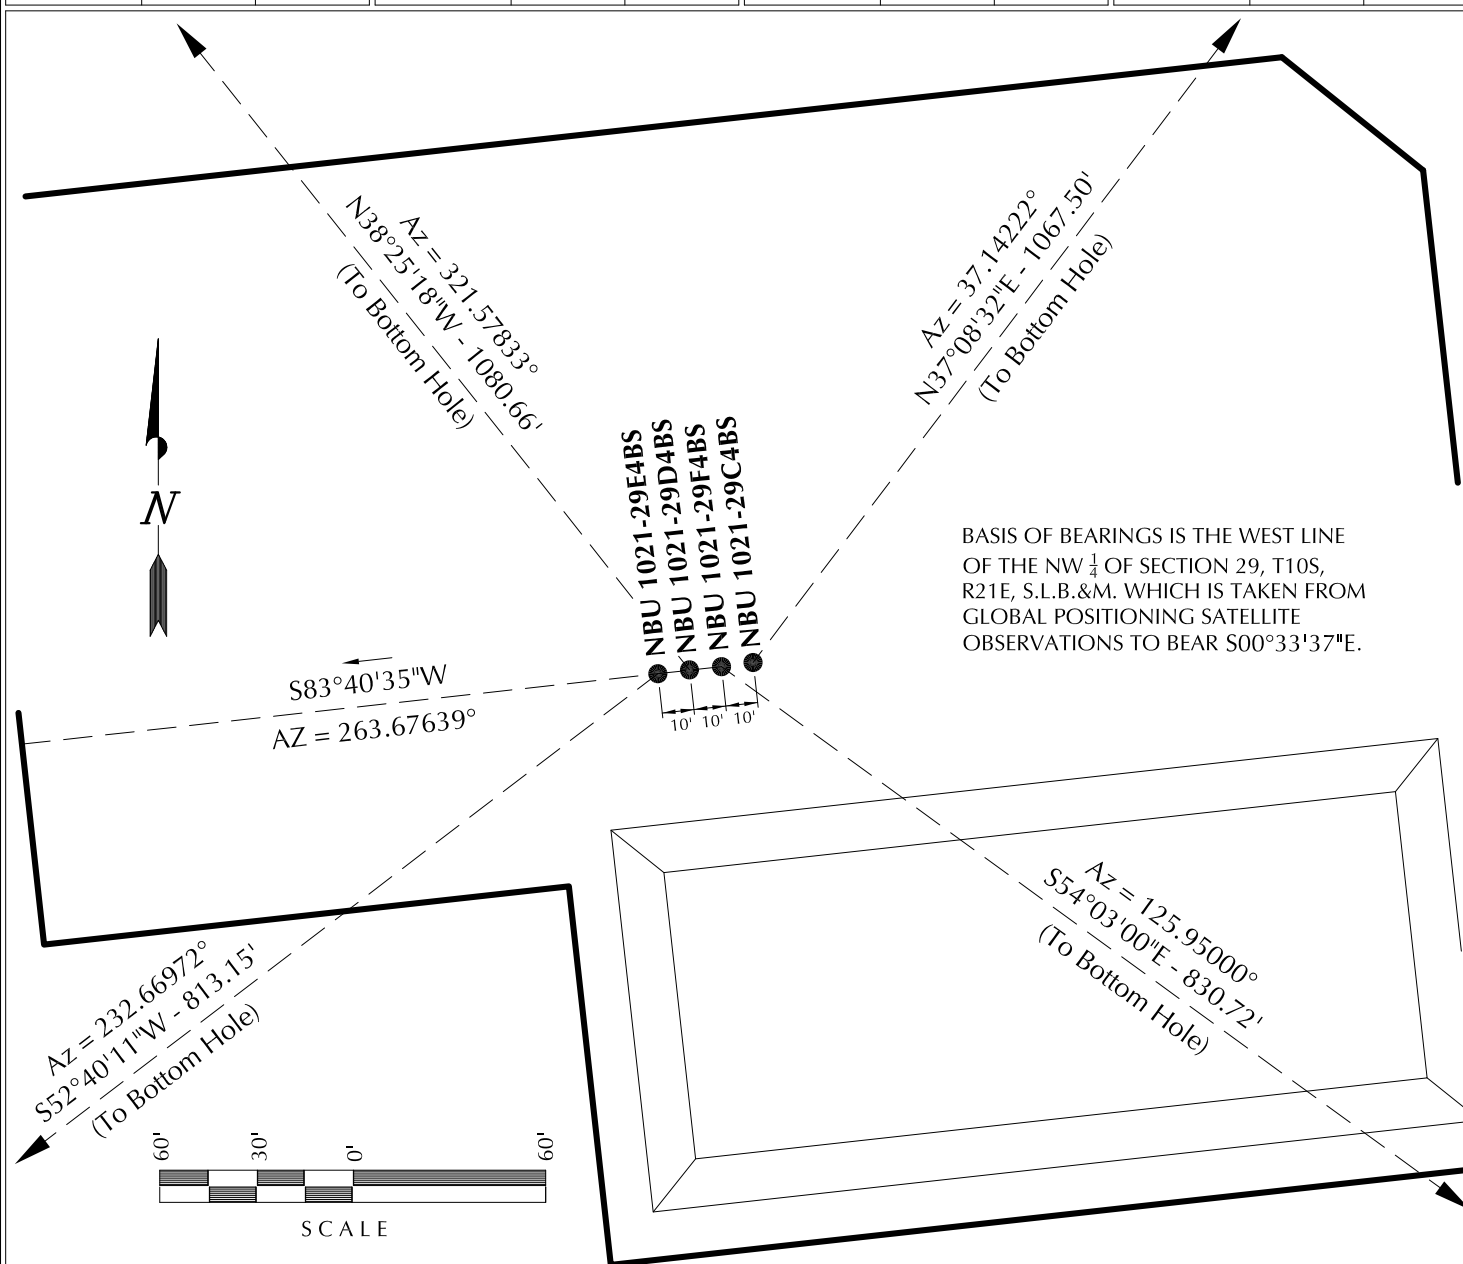 Az = 321.57833°
N38°25'18"W - 1080.66'
(To Bottom Hole)
Az = 37.14222°
N37°08'32"E - 1067.50'
(To Bottom Hole)
N
NBU 1021-29E4BS
NBU 1021-29D4BS
NBU 1021-29F4BS
NBU 1021-29C4BS
BASIS OF BEARINGS IS THE WEST LINE
OF THE NW 1/4 OF SECTION 29, T10S,
R21E, S.L.B.&M. WHICH IS TAKEN FROM
GLOBAL POSITIONING SATELLITE
OBSERVATIONS TO BEAR S00°33'37"E.
S83°40'35"W
AZ = 263.67639°
10' 10' 10'
Az = 125.95000°
S54°03'00"E - 830.72'
(To Bottom Hole)
Az = 232.66972°
S52°40'11"W - 813.15'
(To Bottom Hole)
60' 30' 0' 60'
SCALE